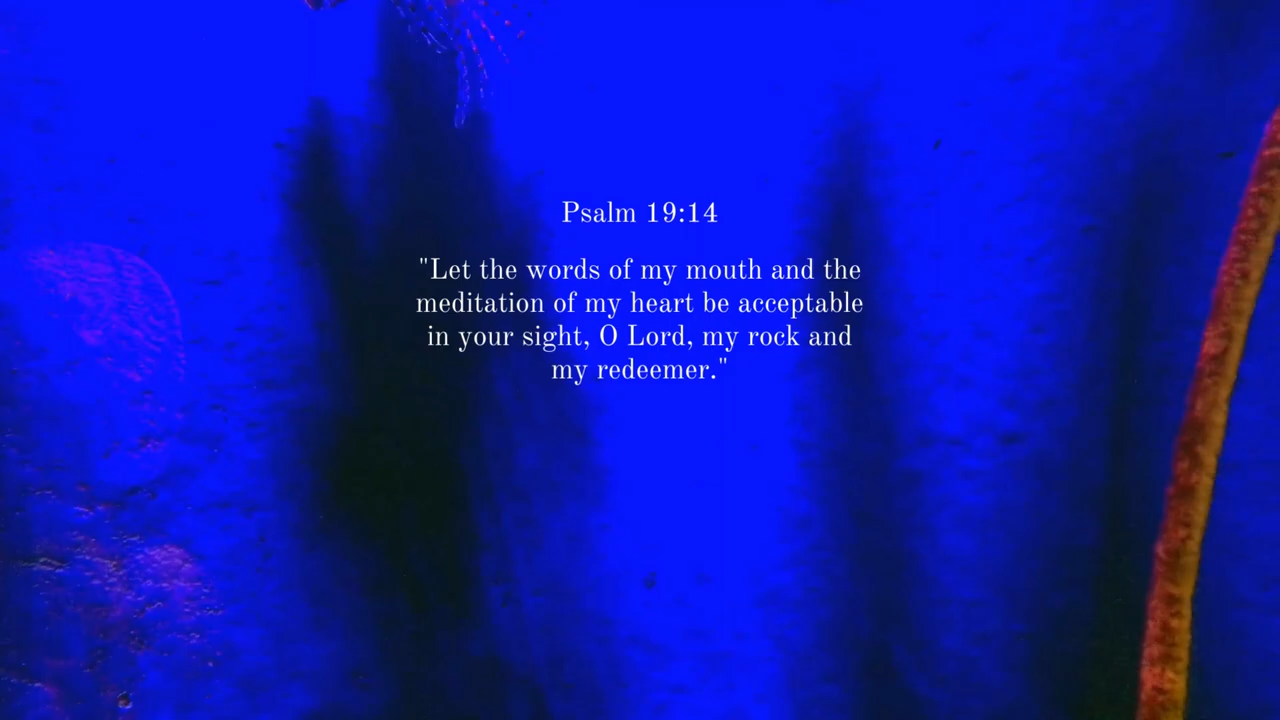 Psalm 19:14
"Let the words of my mouth and the
meditation of my heart be acceptable
in your sight, O Lord, my rock and
my redeemer."